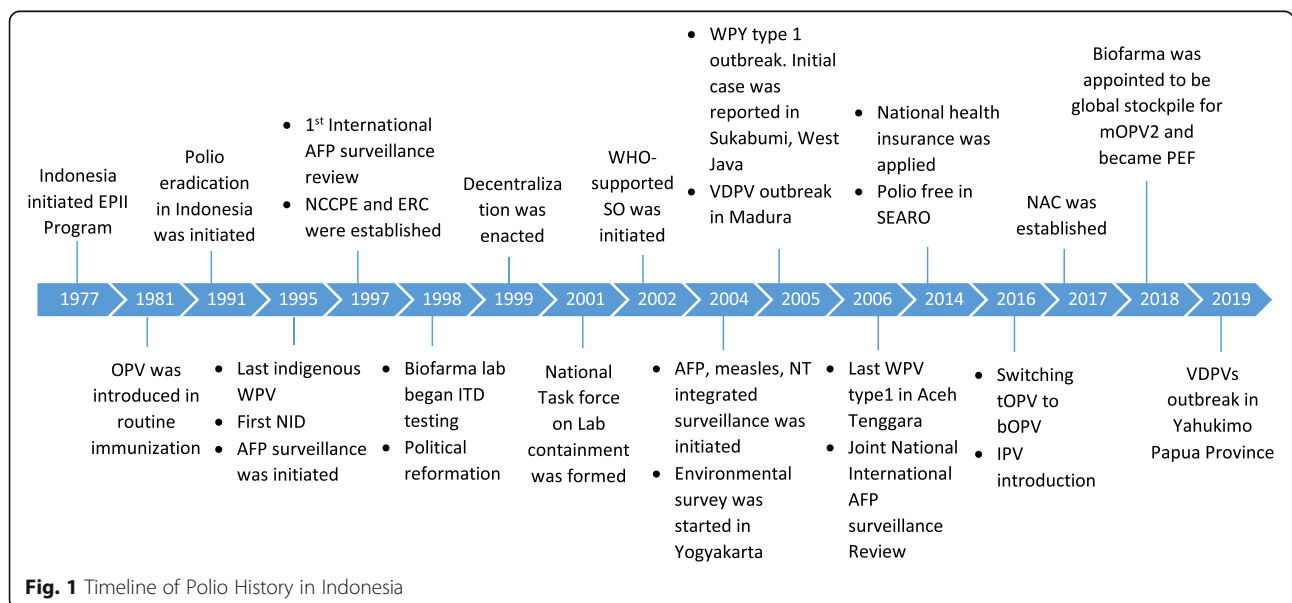 Indonesia
initiated EPII
Program
Polio
eradication
in Indonesia
was initiated
• 1st International
AFP surveillance
review
• NCCPE and ERC
were established
Decentraliza
tion was
enacted
WHO-
supported
SO was
initiated
• WPY type 1
outbreak. Initial
case was
reported in
Sukabumi, West
Java
• VDPV outbreak
in Madura
• National health
insurance was
applied
• Polio free in
SEARO
NAC was
established
Biofarma was
appointed to be
global stockpile for
mOPV2 and
became PEF
1977 1981 1991 1995 1997 1998 1999 2001 2002 2004 2005 2006 2014 2016 2017 2018 2019
OPV was
introduced in
routine
immunization
• Last indigenous
WPV
• First NID
• AFP surveillance
was initiated
• Biofarma lab
began ITD
testing
• Political
reformation
National
Task force
on Lab
containment
was formed
• AFP, measles, NT
integrated
surveillance was
initiated
• Environmental
survey was
started in
Yogyakarta
• Last WPV
type1 in Aceh
Tenggara
• Joint National
International
AFP
surveillance
Review
• Switching
tOPV to
bOPV
• IPV
introduction
VDPVs
outbreak in
Yahukimo
Papua Province
Fig. 1 Timeline of Polio History in Indonesia